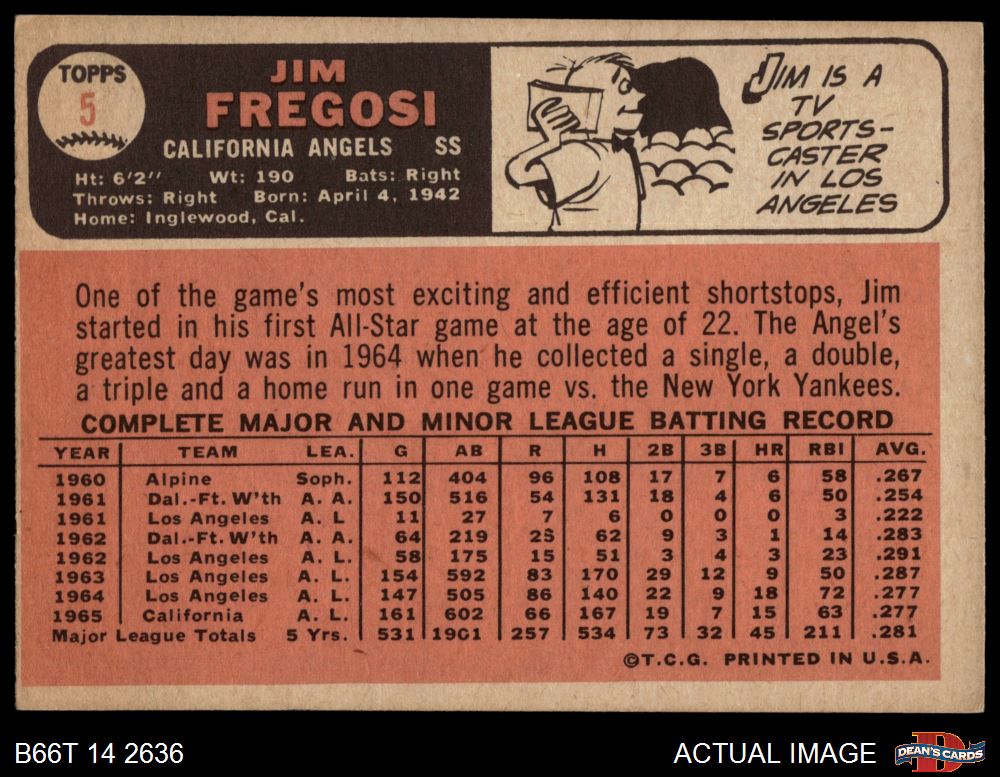 TOPPS
5
JIM
FREGOSI
CALIFORNIA ANGELS SS
Ht: 6'2" Wt: 190 Bats: Right
Throws: Right Born: April 4, 1942
Home: Inglewood, Cal.
JIM IS A
TV
SPORTS-
CASTER
IN LOS
ANGELES
One of the game's most exciting and efficient shortstops, Jim
started in his first All-Star game at the age of 22. The Angel's
greatest day was in 1964 when he collected a single, a double,
a triple and a home run in one game vs. the New York Yankees.
COMPLETE MAJOR AND MINOR LEAGUE BATTING RECORD
YEAR TEAM LEA. G AB R H 2B 3B HR RBI AVG.
1960 Alpine Soph. 112 404 96 108 17 7 6 58 .267
1961 Dal.-Ft. W'th A. A. 150 516 54 131 18 4 6 50 .254
1961 Los Angeles A. L 11 27 7 6 0 0 0 3 .222
1962 Dal.-Ft. W'th A. A. 64 219 25 62 9 3 1 14 .283
1962 Los Angeles A. L. 58 175 15 51 3 4 3 23 .291
1963 Los Angeles A. L. 154 592 83 170 29 12 9 50 .287
1964 Los Angeles A. L. 147 505 86 140 22 9 18 72 .277
1965 California A. L. 161 602 66 167 19 7 15 63 .277
Major League Totals 5 Yrs. 531 1901 257 534 73 32 45 211 .281
©T.C.G. PRINTED IN U.S.A.
B66T 14 2636
ACTUAL IMAGE
DEAN'S CARDS